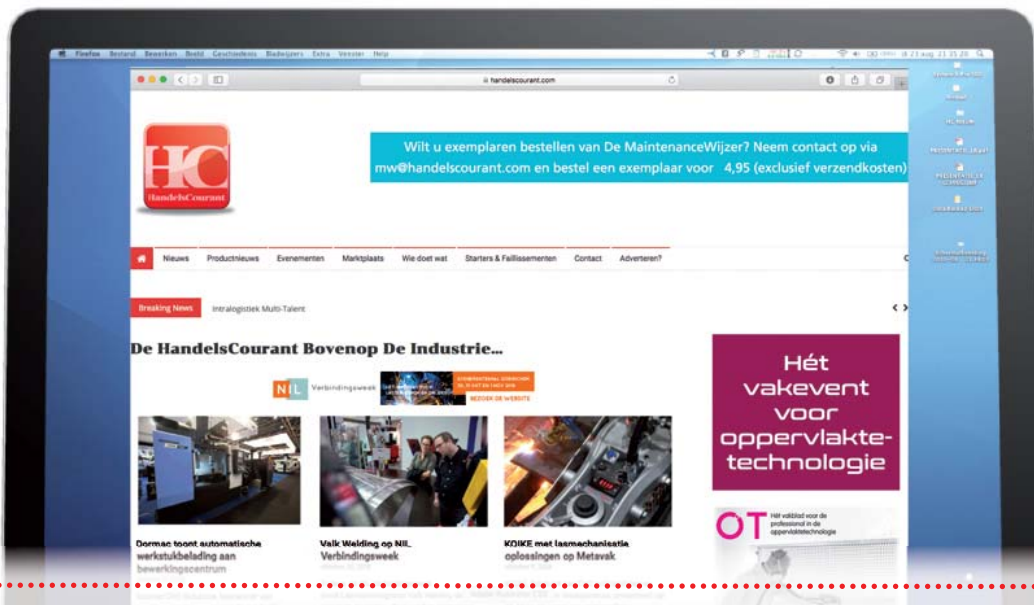 Firefox Bestand Bewerken Beeld Geschiedenis Bladwijzers Extra Venster Help
handelscourant.com
HC
HandelsCourant
Wilt u exemplaren bestellen van De MaintenanceWijzer? Neem contact op via
mw@handelscourant.com en bestel een exemplaar voor 4,95 (exclusief verzendkosten)
Nieuws Productnieuws Evenementen Marktplaats Wie doet wat Starters & Faillissementen Contact Adverteren?
Breaking News Intralogistiek Multi-Talent
De HandelsCourant Bovenop De Industrie...
NIL Verbindingsweek
BEZOEK DE WEBSITE
Dormac toont automatische
werkstukbelading aan
bewerkingscentrum
Valk Welding op NIL
Verbindingsweek
KOIKE met lasmechanisatie
oplossingen op Metavak
Hét
vakevent
voor
oppervlakte-
technologie
OT
Hét vakblad voor de
professional in de
oppervlaktetechnologie